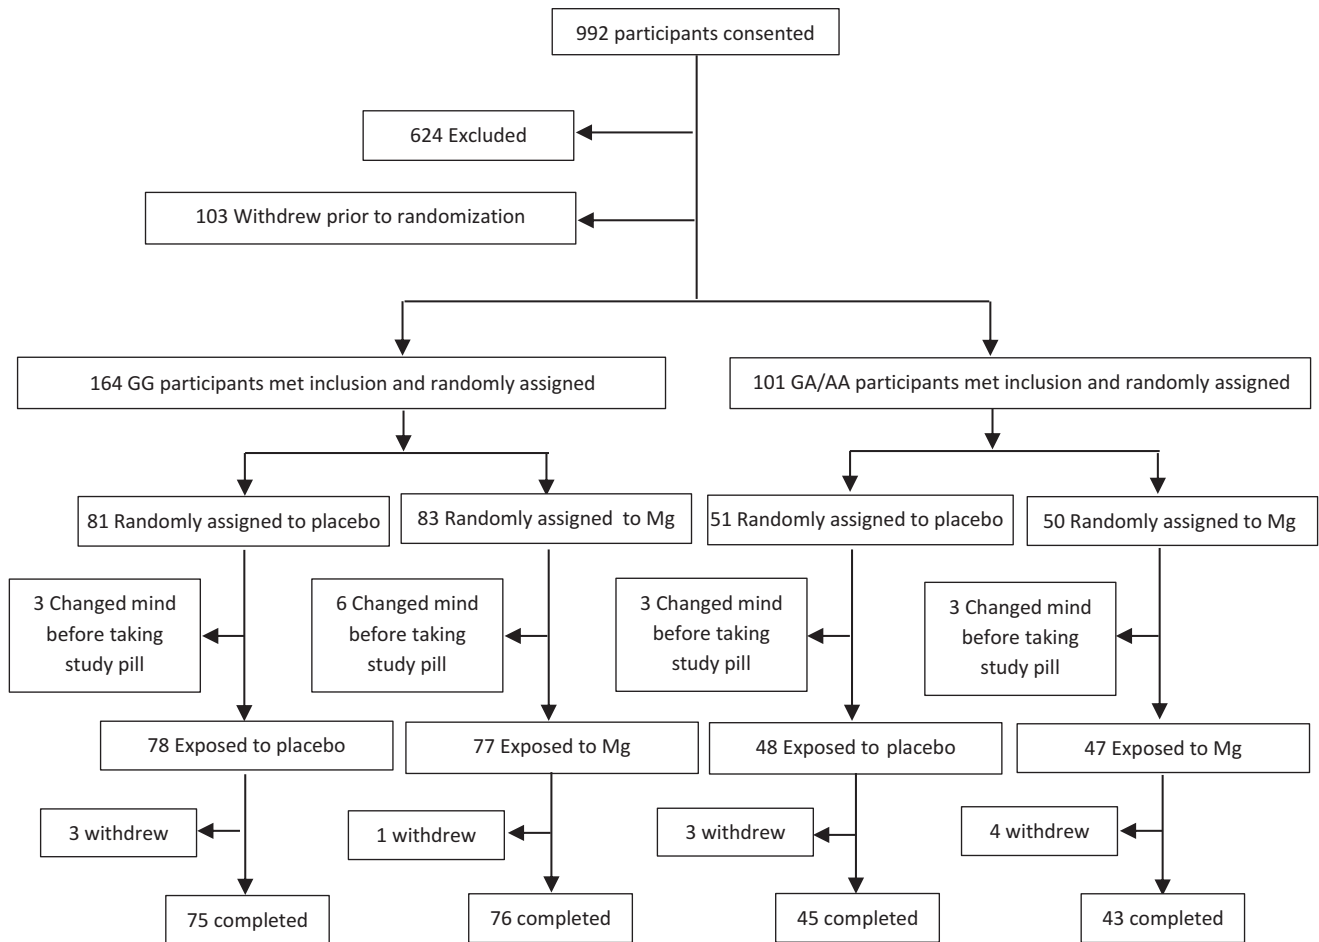 992 participants consented
624 Excluded
103 Withdrew prior to randomization
164 GG participants met inclusion and randomly assigned
101 GA/AA participants met inclusion and randomly assigned
81 Randomly assigned to placebo
83 Randomly assigned to Mg
51 Randomly assigned to placebo
50 Randomly assigned to Mg
3 Changed mind
before taking
study pill
6 Changed mind
before taking
study pill
3 Changed mind
before taking
study pill
3 Changed mind
before taking
study pill
78 Exposed to placebo
77 Exposed to Mg
48 Exposed to placebo
47 Exposed to Mg
3 withdrew
1 withdrew
3 withdrew
4 withdrew
75 completed
76 completed
45 completed
43 completed